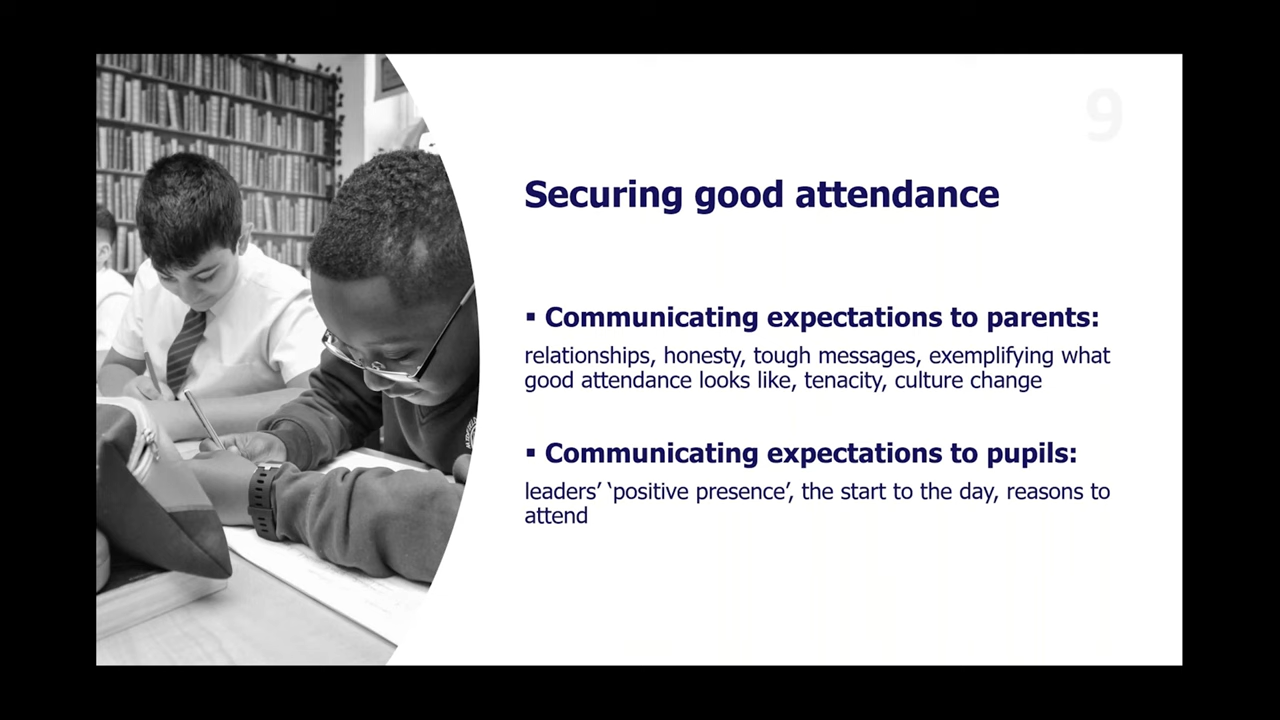 9
Securing good attendance
▪ Communicating expectations to parents:
relationships, honesty, tough messages, exemplifying what
good attendance looks like, tenacity, culture change
▪ Communicating expectations to pupils:
leaders’ ‘positive presence’, the start to the day, reasons to
attend